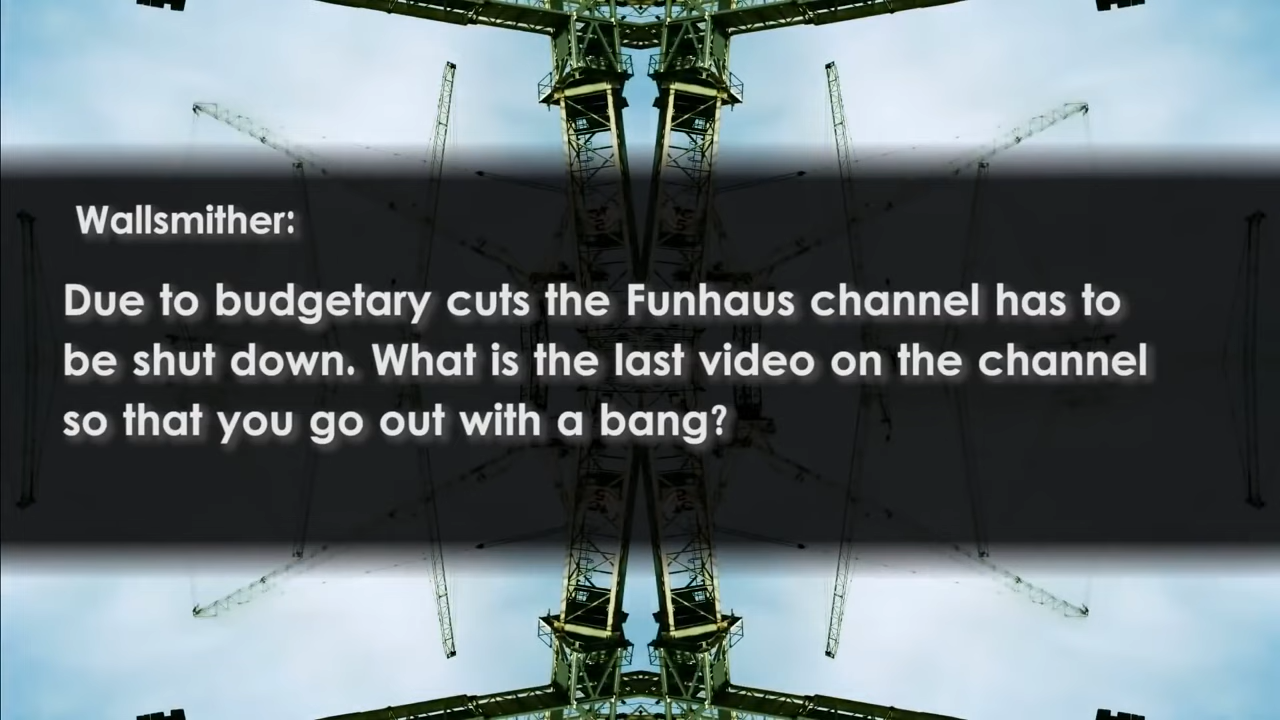 Wallsmither:
Due to budgetary cuts the Funhaus channel has to
be shut down. What is the last video on the channel
so that you go out with a bang?